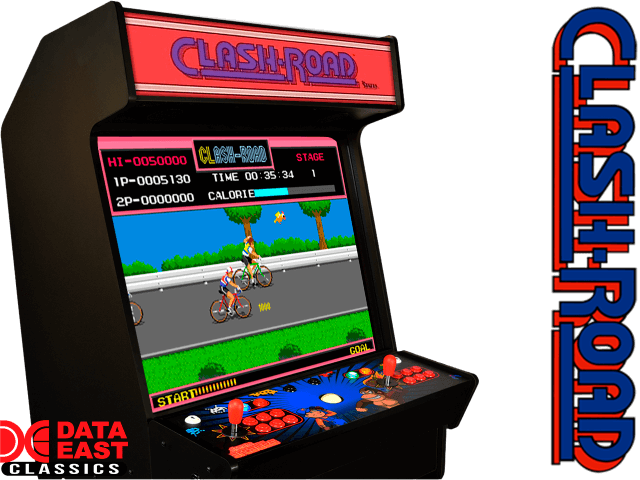 CLASH-ROAD
HI-0050000
CLASH-ROAD
STAGE
1P-0005130
TIME 00:35:34
1
2P-0000000
CALORIE
1000
GOAL
START
DATA
EAST
CLASSICS
CLASH-ROAD